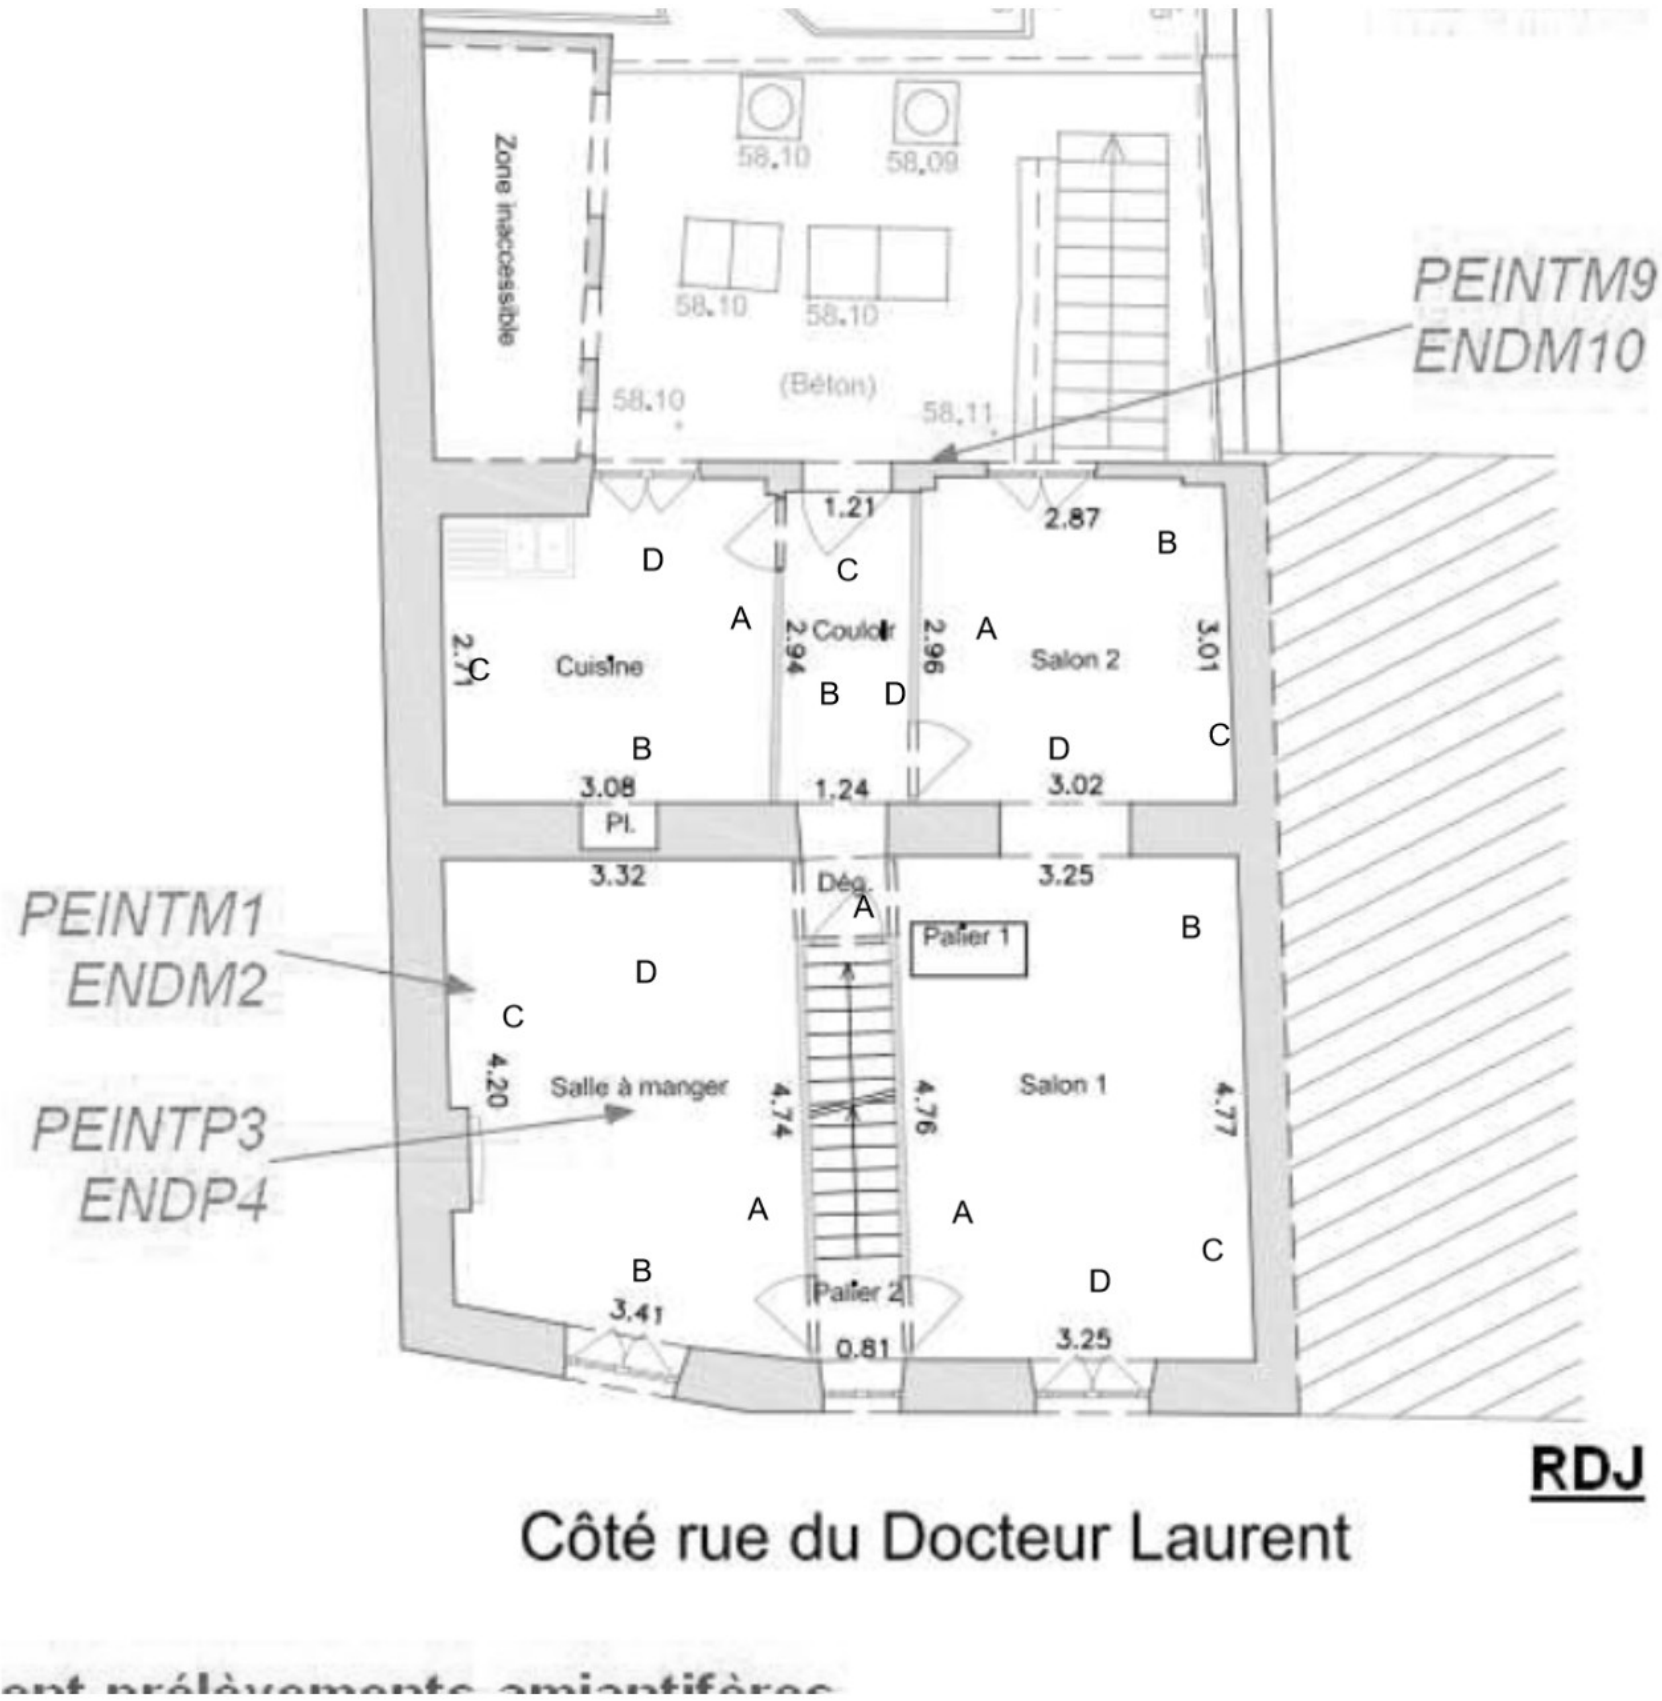 58.10
58.09
Zone inaccessible
58.10
58.10
PEINTM9
ENDM10
(Béton)
58.10
58.11
1.21
2.87
B
D
C
A
2.94
Couloir
2.96
A
3.01
Cuisine
Salon 2
2.71
C
B
D
B
D
C
3.08
1.24
3.02
Pl.
3.32
Dég.
3.25
A
PEINTM1
ENDM2
Palier 1
B
D
C
4.20
Salle à manger
4.74
4.76
Salon 1
4.77
PEINTP3
ENDP4
A
A
C
B
D
Palier 2
3.41
0.81
3.25
RDJ
Côté rue du Docteur Laurent
prélèvements amiantifères